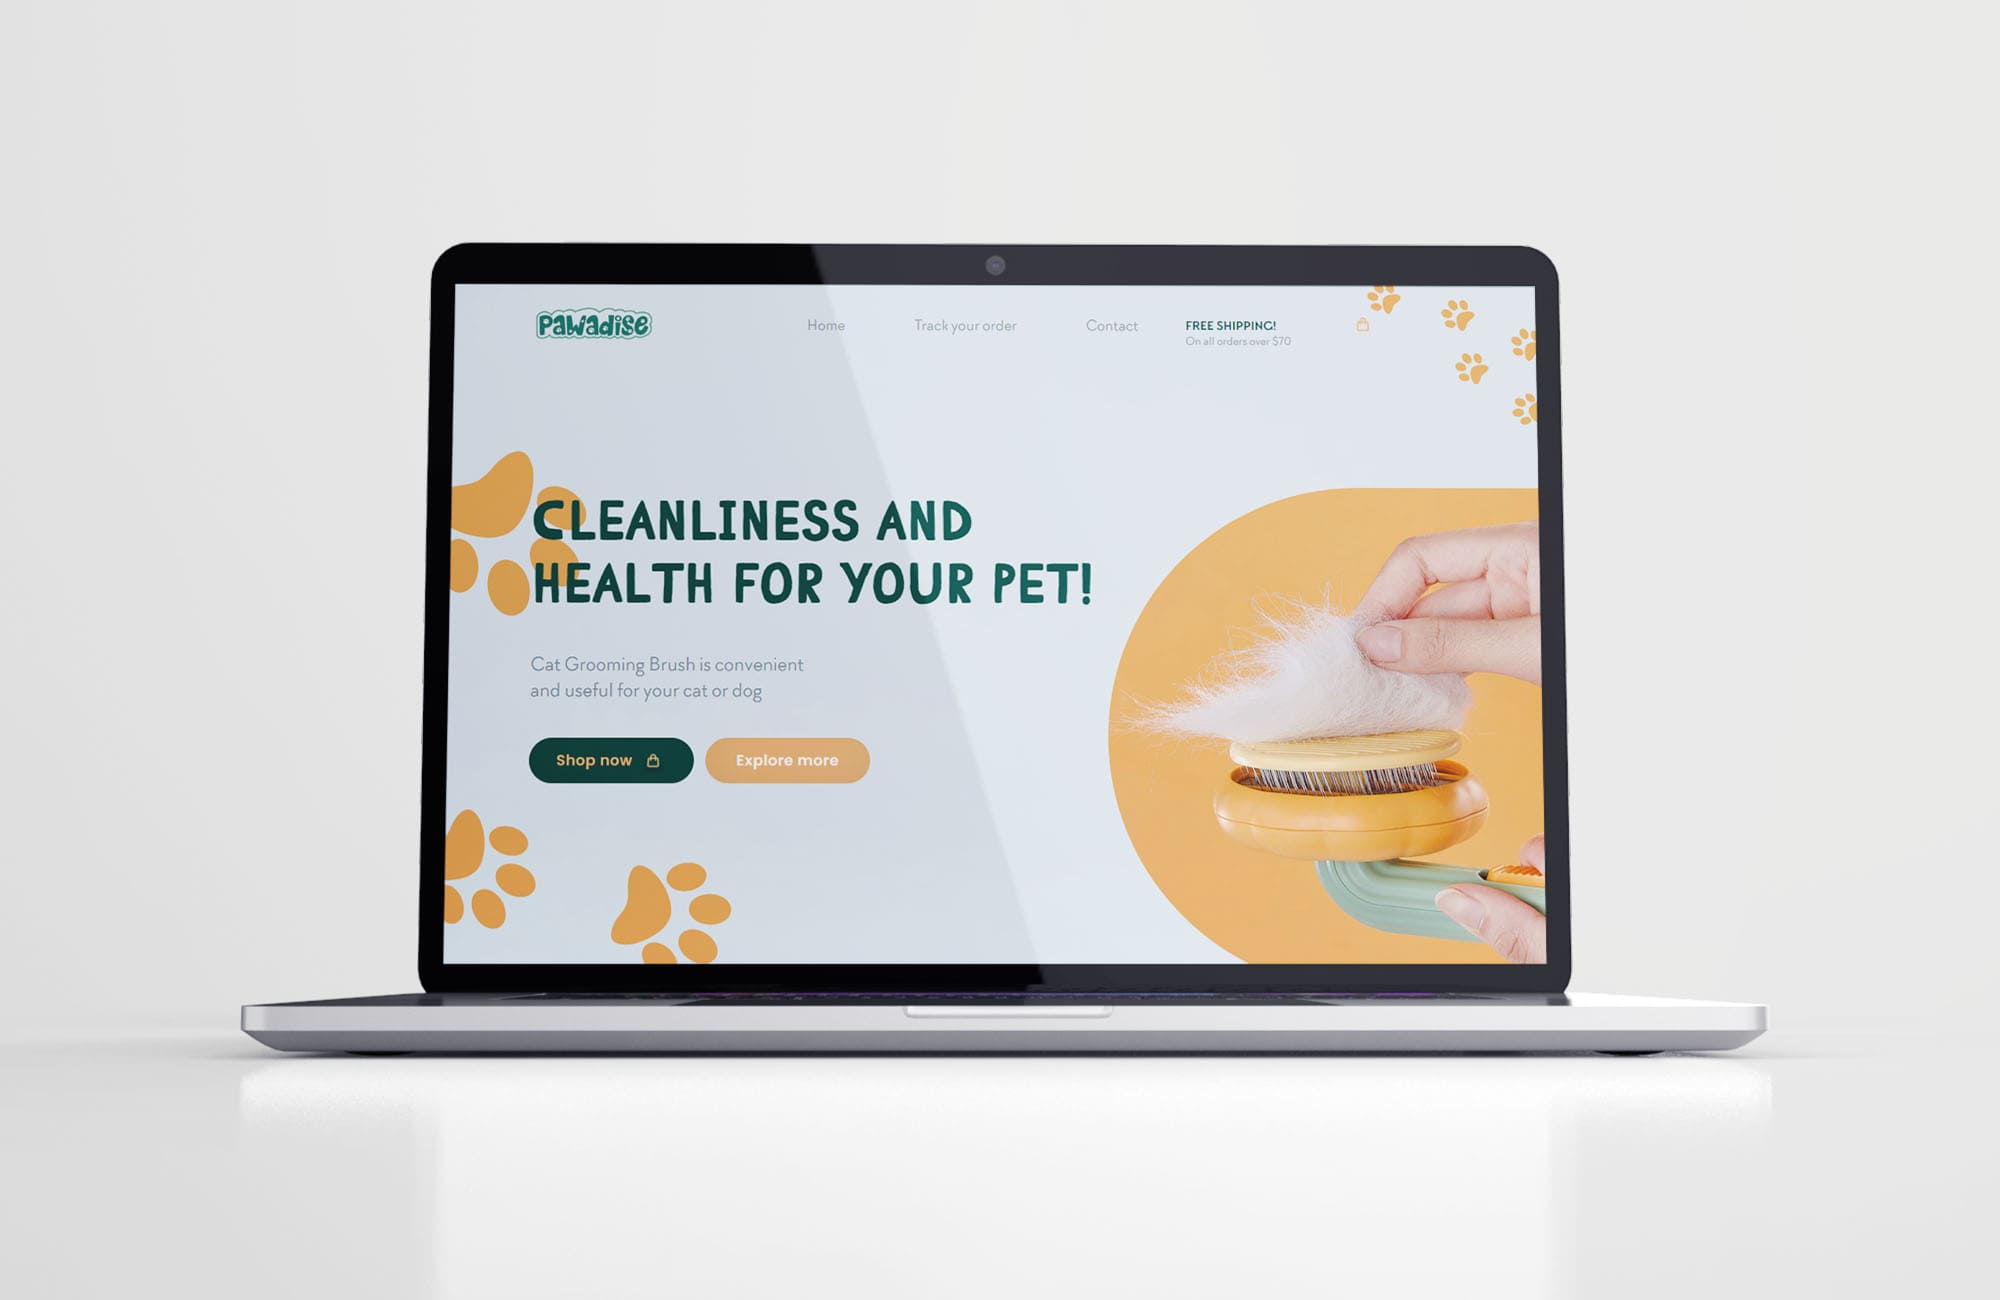 Pawadise
Home
Track your order
Contact
FREE SHIPPING!
On all orders over $70
CLEANLINESS AND
HEALTH FOR YOUR PET!
Cat Grooming Brush is convenient
and useful for your cat or dog
Shop now
Explore more